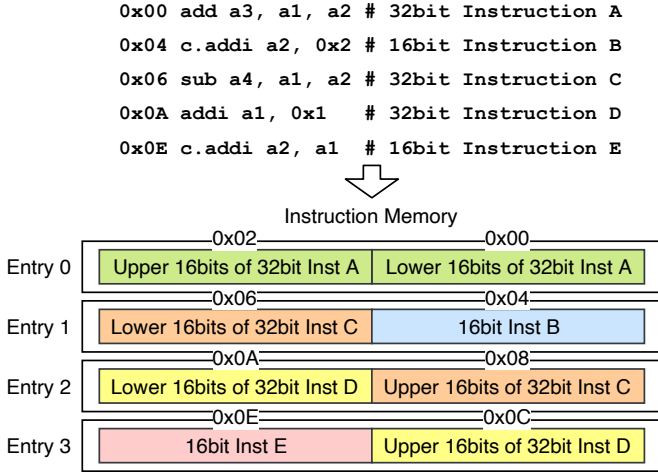 0x00 add a3, a1, a2 # 32bit Instruction A
0x04 c.addi a2, 0x2 # 16bit Instruction B
0x06 sub a4, a1, a2 # 32bit Instruction C
0x0A addi a1, 0x1 # 32bit Instruction D
0x0E c.addi a2, a1 # 16bit Instruction E
Instruction Memory
0x02 0x00
Entry 0 Upper 16bits of 32bit Inst A Lower 16bits of 32bit Inst A
0x06 0x04
Entry 1 Lower 16bits of 32bit Inst C 16bit Inst B
0x0A 0x08
Entry 2 Lower 16bits of 32bit Inst D Upper 16bits of 32bit Inst C
0x0E 0x0C
Entry 3 16bit Inst E Upper 16bits of 32bit Inst D